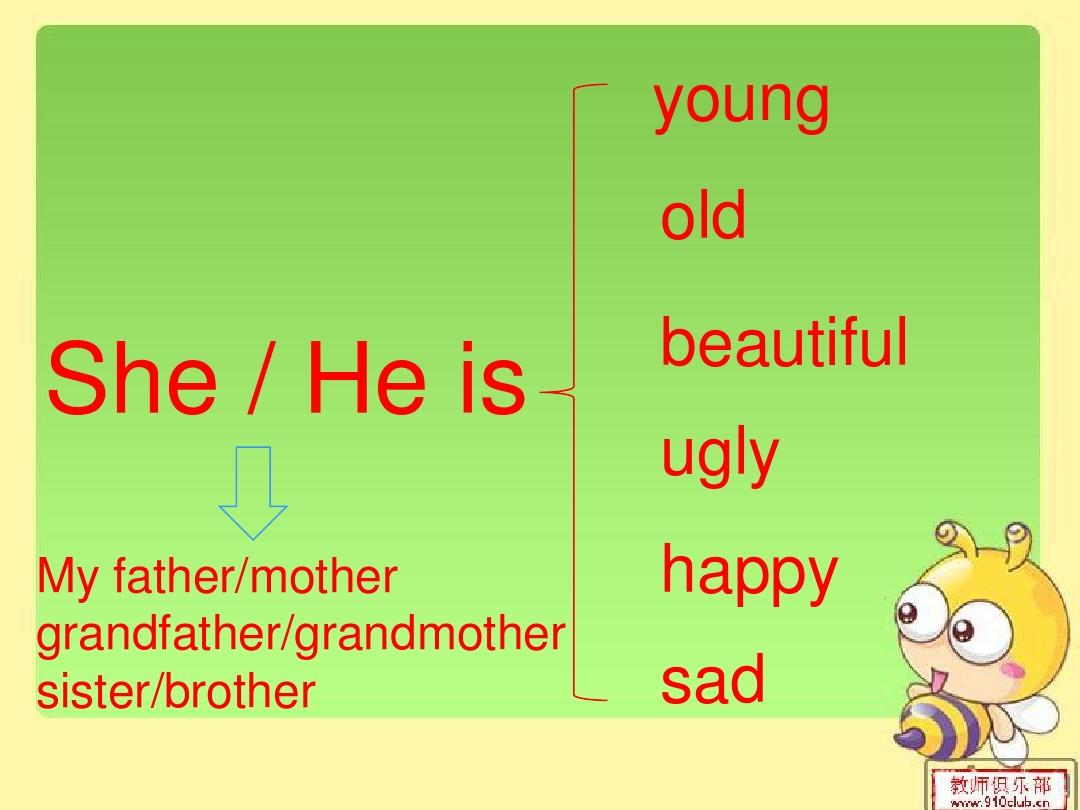 young
old
beautiful
She / He is
ugly
happy
My father/mother
grandfather/grandmother
sister/brother
sad
教师俱乐部
www.910club.cn